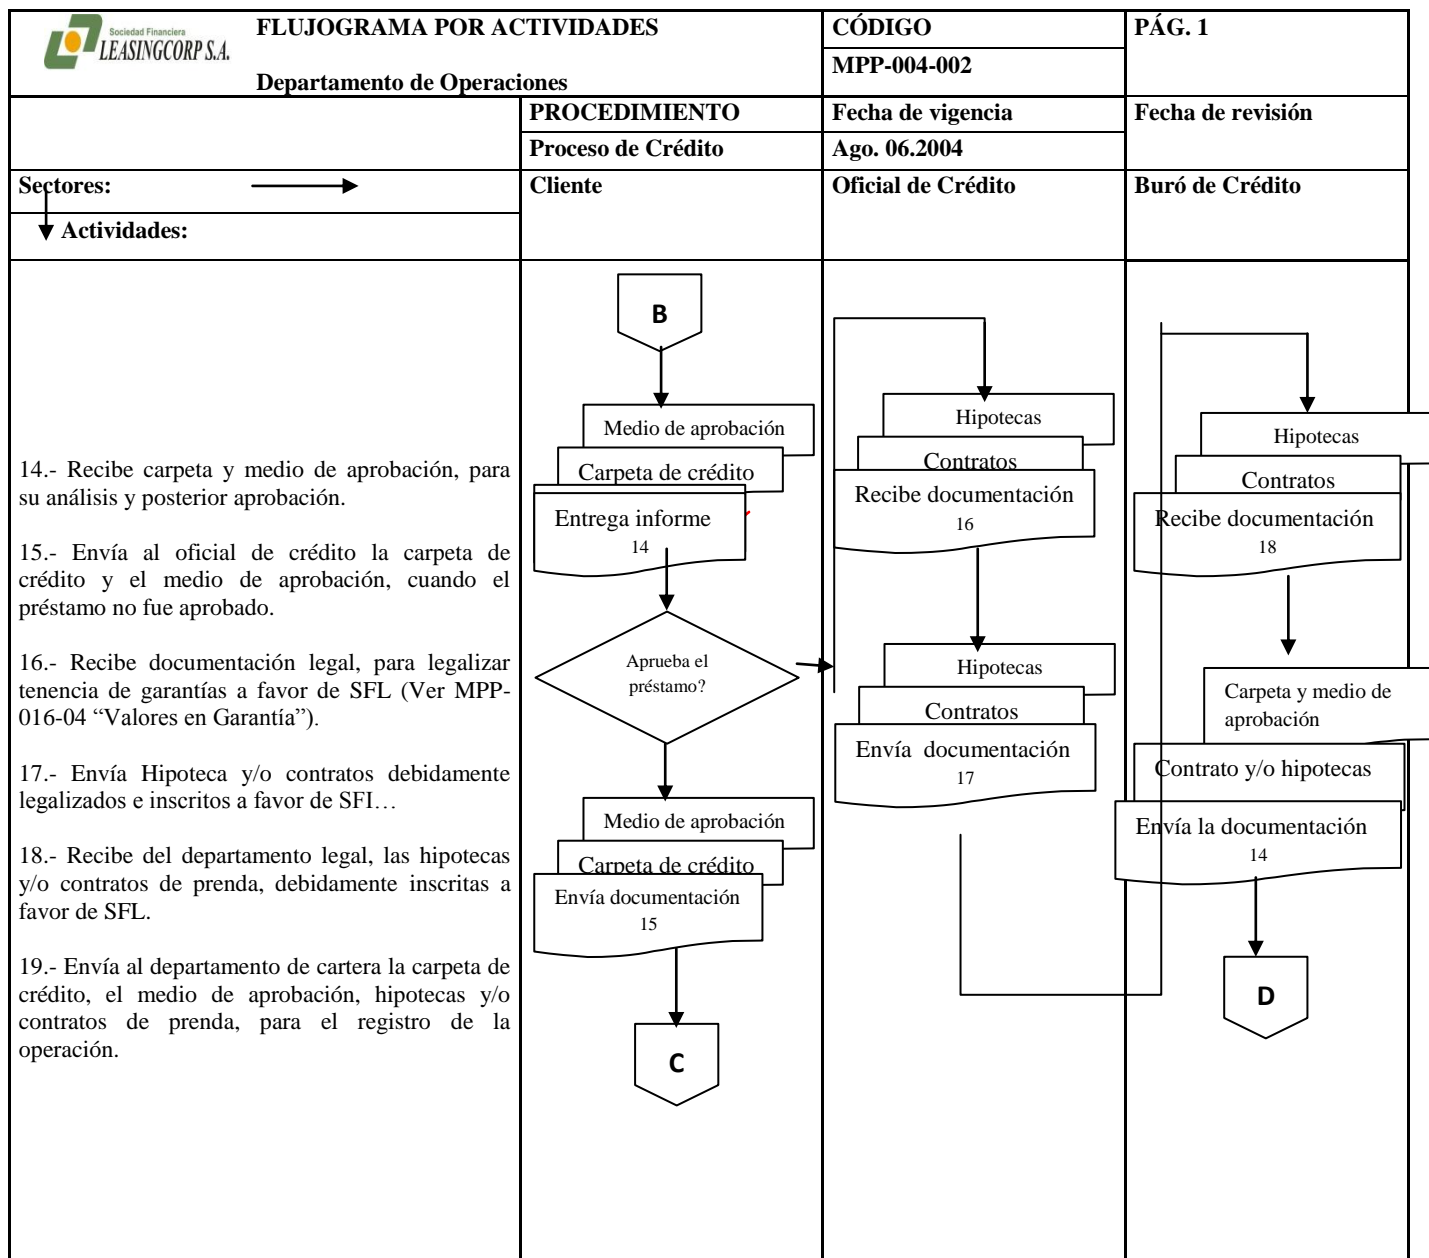 Sociedad Financiera
LEASINGCORP S.A.
FLUJOGRAMA POR ACTIVIDADES
Departamento de Operaciones
CÓDIGO
MPP-004-002
PÁG. 1
PROCEDIMIENTO
Proceso de Crédito
Fecha de vigencia
Ago. 06.2004
Fecha de revisión
Sectores:
Actividades:
Cliente
Oficial de Crédito
Buró de Crédito
14.- Recibe carpeta y medio de aprobación, para
su análisis y posterior aprobación.
15.- Envía al oficial de crédito la carpeta de
crédito y el medio de aprobación, cuando el
préstamo no fue aprobado.
16.- Recibe documentación legal, para legalizar
tenencia de garantías a favor de SFL (Ver MPP-
016-04 “Valores en Garantía”).
17.- Envía Hipoteca y/o contratos debidamente
legalizados e inscritos a favor de SFI…
18.- Recibe del departamento legal, las hipotecas
y/o contratos de prenda, debidamente inscritas a
favor de SFL.
19.- Envía al departamento de cartera la carpeta de
crédito, el medio de aprobación, hipotecas y/o
contratos de prenda, para el registro de la
operación.
B
Medio de aprobación
Carpeta de crédito
Entrega informe
14
Aprueba el
préstamo?
Medio de aprobación
Carpeta de crédito
Envía documentación
15
C
Hipotecas
Contratos
Recibe documentación
16
Hipotecas
Contratos
Envía documentación
17
Hipotecas
Contratos
Recibe documentación
18
Carpeta y medio de
aprobación
Contrato y/o hipotecas
Envía la documentación
14
D